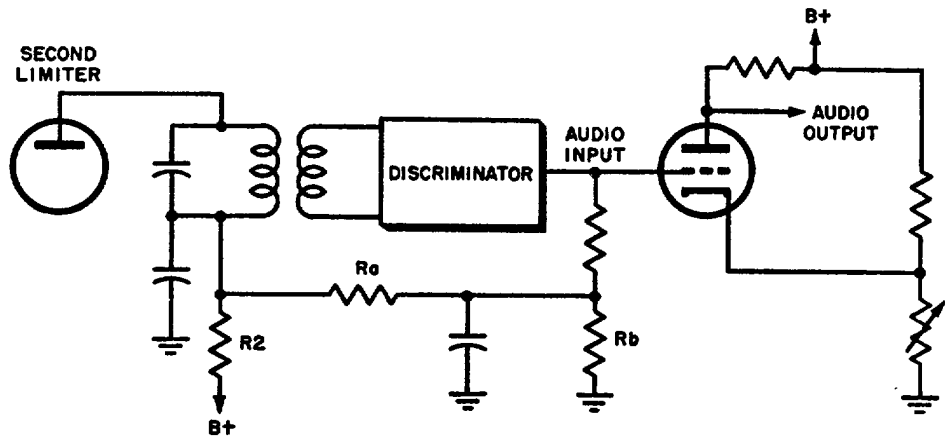 B+
SECOND
LIMITER
AUDIO
OUTPUT
AUDIO
INPUT
DISCRIMINATOR
Ra
R2
Rb
B+